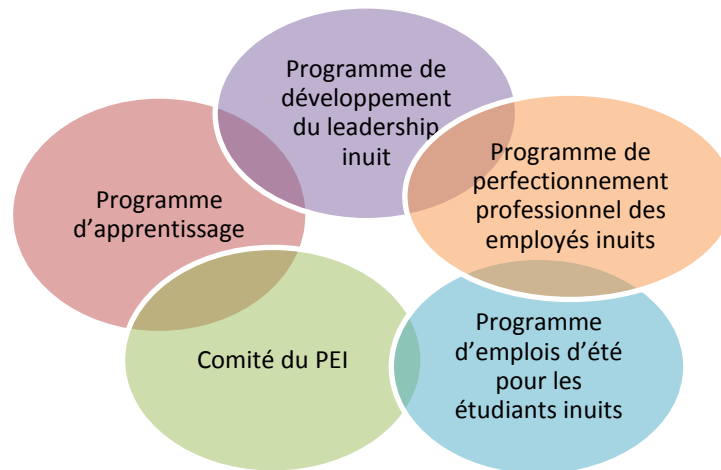 Programme de
développement
du leadership
inuit
Programme de
perfectionnement
professionnel des
employés inuits
Programme
d’apprentissage
Programme
d’emplois d’été
pour les
étudiants inuits
Comité du PEI